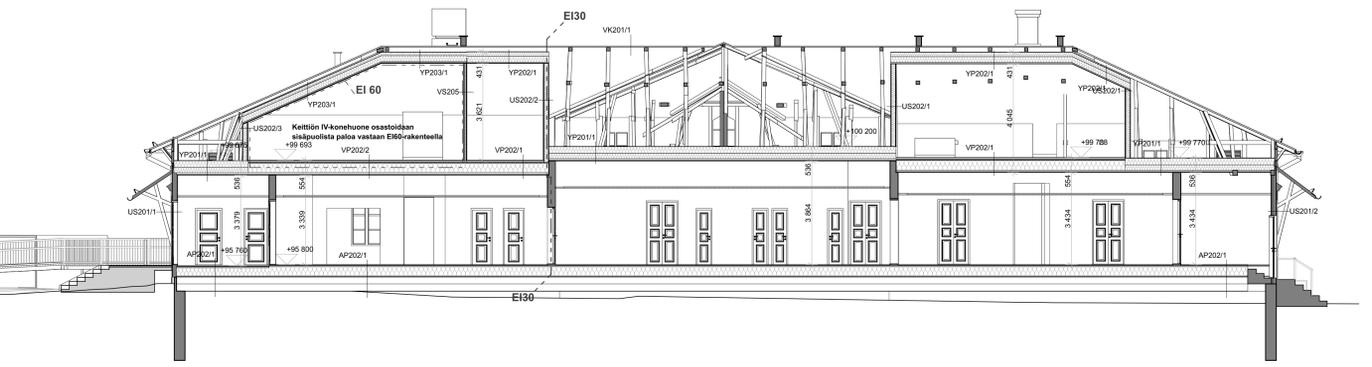 EI30
VK201/1
YP203/1
431
YP202/1
YP202/1
431
EI 60
VS205
YP203/1
US202/2
US202/1
3 621
4 045
US202/3
Keittiön IV-konehuone osastoidaan
sisäpuolista paloa vastaan EI60-rakenteella
YP201/1
+100 200
+99 693
+99 770
YP201/1
VP202/2
VP202/1
VP202/1
YP201/1
536
554
536
554
536
US201/1
3 379
3 339
3 864
3 434
3 434
US201/2
+95 760
+95 800
AP202/1
AP202/1
AP202/1
EI30